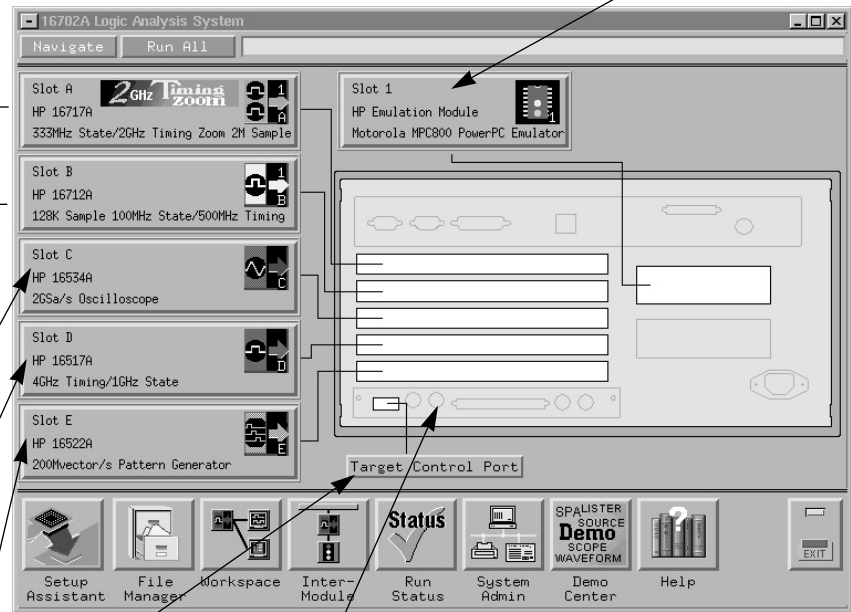 16702A Logic Analysis System
Navigate
Run All
Slot A
2GHz Timing
zoom
1
A
HP 16717A
333MHz State/2GHz Timing Zoom 2M Sample
Slot 1
HP Emulation Module
1
Motorola MPC800 PowerPC Emulator
Slot B
1
B
HP 16712A
128K Sample 100MHz State/500MHz Timing
Slot C
HP 16534A
C
2GSa/s Oscilloscope
Slot D
HP 16517A
D
4GHz Timing/1GHz State
Slot E
HP 16522A
E
200Mvector/s Pattern Generator
Target Control Port
Status
SPALISTER
SOURCE
Demo
SCOPE
WAVEFORM
?
EXIT
Setup
Assistant
File
Manager
Workspace
Inter-
Module
Run
Status
System
Admin
Demo
Center
Help